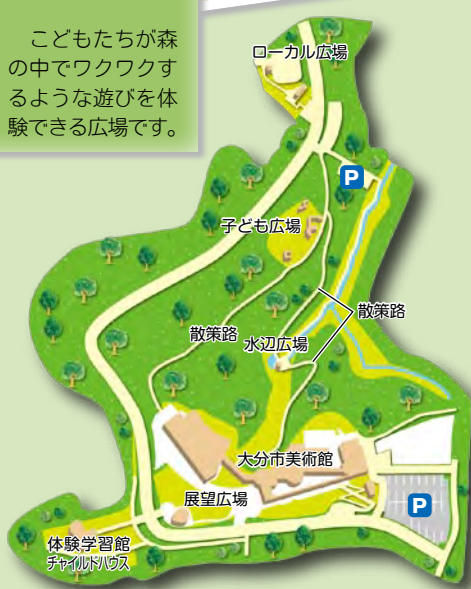 こどもたちが森
の中でワクワクす
るような遊びを体
験できる広場です。
ローカル広場
P
子ども広場
散策路
散策路
水辺広場
大分市美術館
展望広場
P
体験学習館
チャイルドハウス